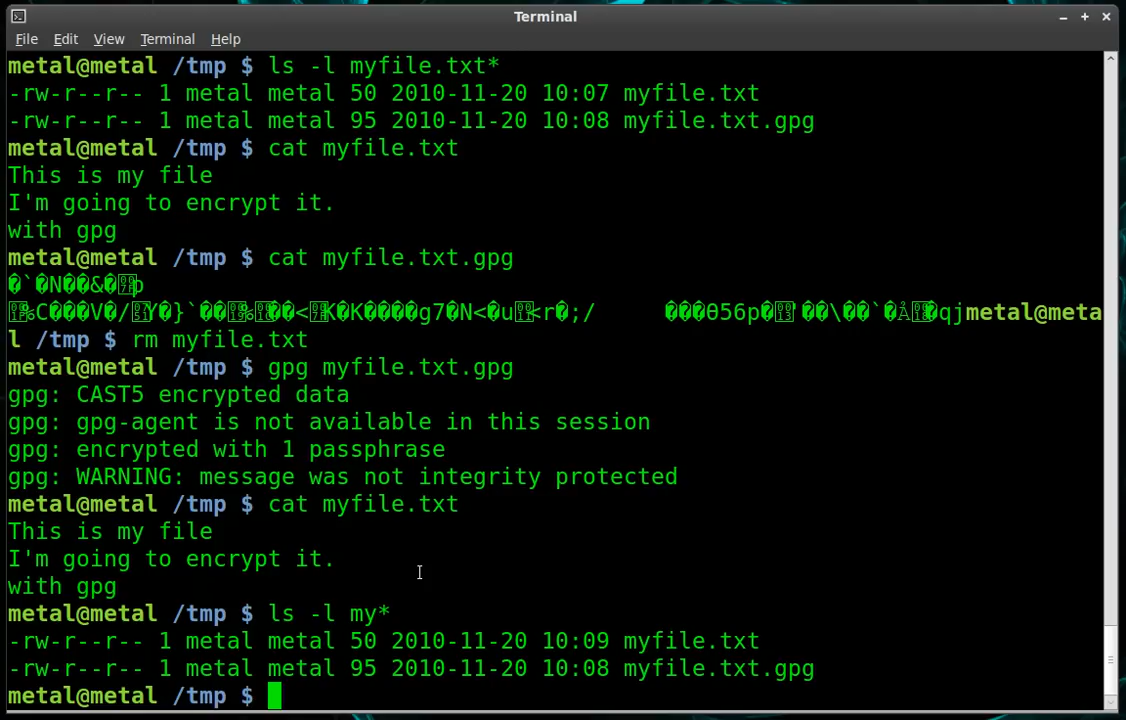 Terminal
File Edit View Terminal Help
metal@metal /tmp $ ls -l myfile.txt*
-rw-r--r-- 1 metal metal 50 2010-11-20 10:07 myfile.txt
-rw-r--r-- 1 metal metal 95 2010-11-20 10:08 myfile.txt.gpg
metal@metal /tmp $ cat myfile.txt
This is my file
I'm going to encrypt it.
with gpg
metal@metal /tmp $ cat myfile.txt.gpg
�`�N��&�p
%C���V�/Y�}`��%��<K�K����g7�N<�u<r�;/ ���θ56p�'��\��`��qjmetal@meta
l /tmp $ rm myfile.txt
metal@metal /tmp $ gpg myfile.txt.gpg
gpg: CAST5 encrypted data
gpg: gpg-agent is not available in this session
gpg: encrypted with 1 passphrase
gpg: WARNING: message was not integrity protected
metal@metal /tmp $ cat myfile.txt
This is my file
I'm going to encrypt it.
with gpg
metal@metal /tmp $ ls -l my*
-rw-r--r-- 1 metal metal 50 2010-11-20 10:09 myfile.txt
-rw-r--r-- 1 metal metal 95 2010-11-20 10:08 myfile.txt.gpg
metal@metal /tmp $